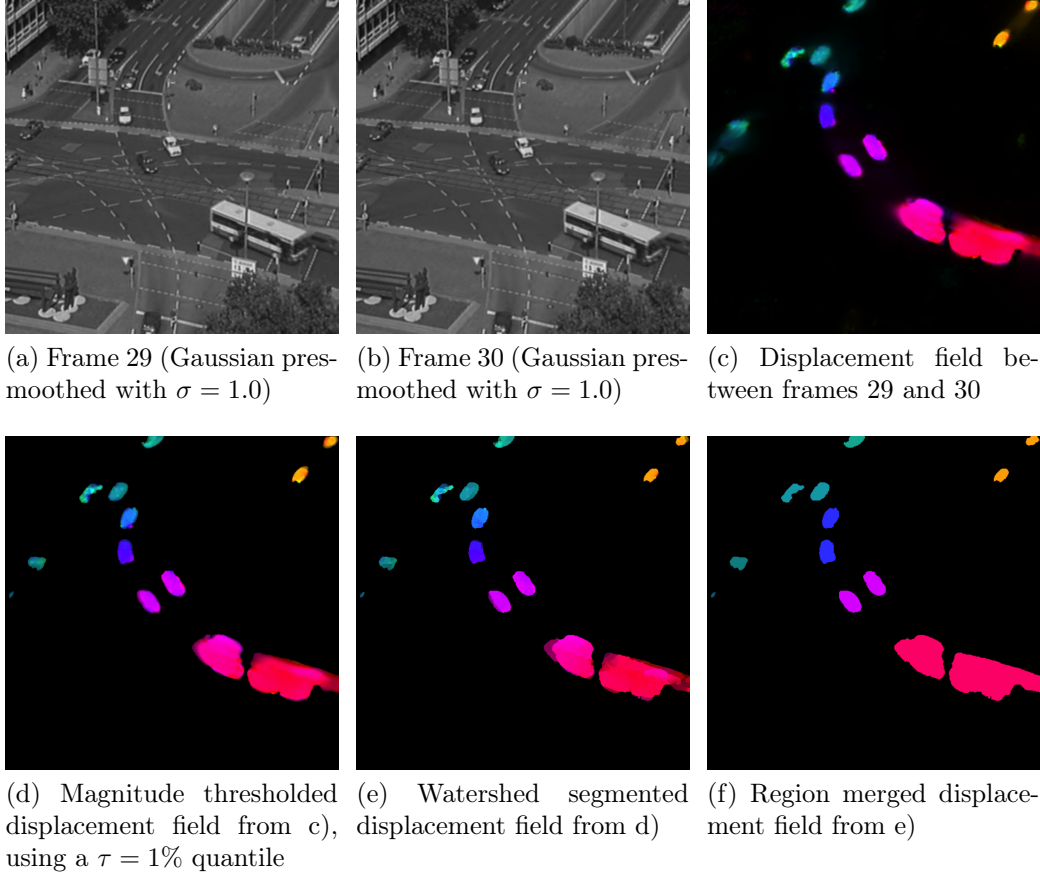 (a) Frame 29 (Gaussian pres-
moothed with σ = 1.0)
(b) Frame 30 (Gaussian pres-
moothed with σ = 1.0)
(c) Displacement field be-
tween frames 29 and 30
(d) Magnitude thresholded
displacement field from c),
using a τ = 1% quantile
(e) Watershed segmented
displacement field from d)
(f) Region merged displace-
ment field from e)